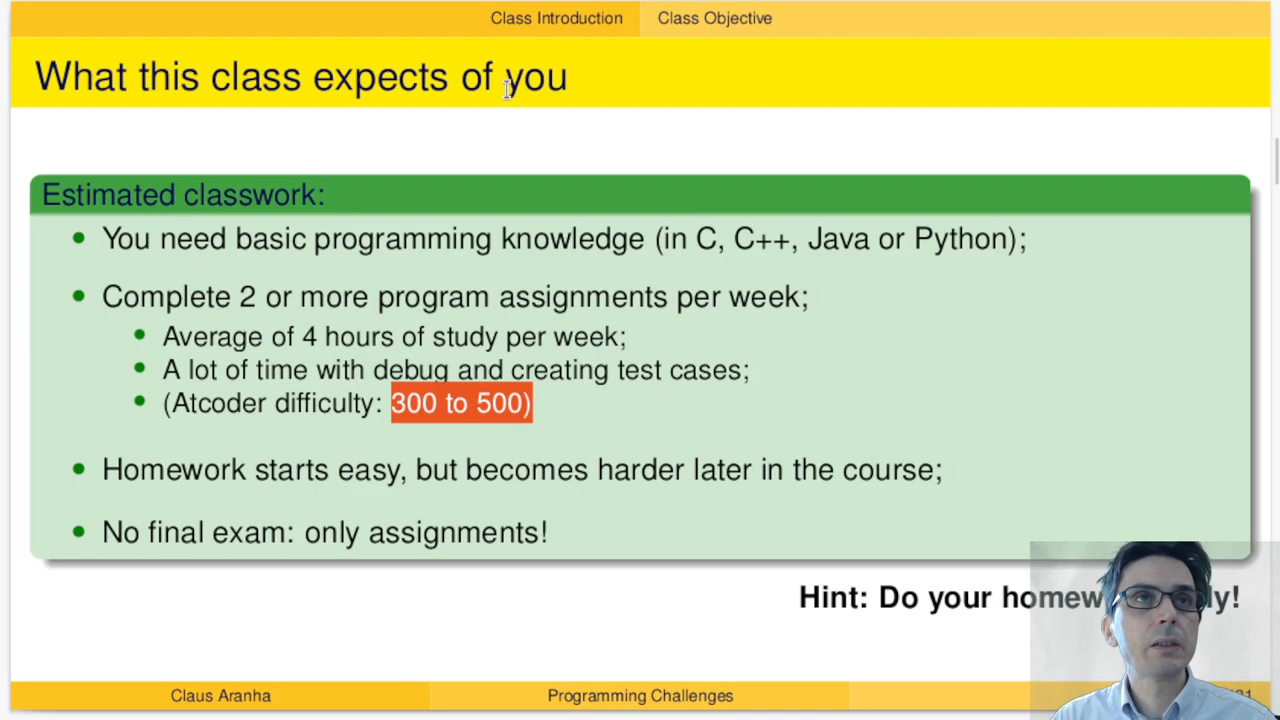 Class Introduction
Class Objective
What this class expects of you
Estimated classwork:
You need basic programming knowledge (in C, C++, Java or Python);
Complete 2 or more program assignments per week;
Average of 4 hours of study per week;
A lot of time with debug and creating test cases;
(Atcoder difficulty: 300 to 500)
Homework starts easy, but becomes harder later in the course;
No final exam: only assignments!
Hint: Do your
Claus Aranha
Programming Challenges